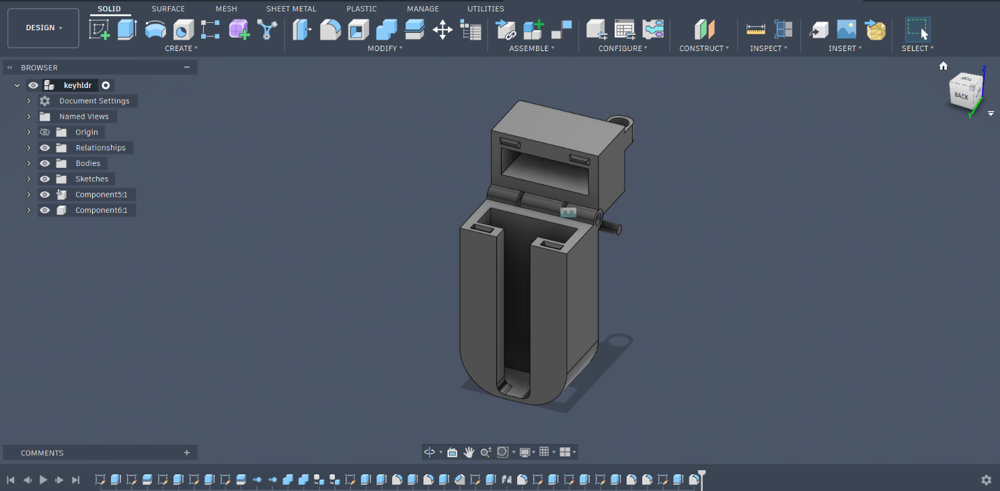 SOLID SURFACE MESH SHEET METAL PLASTIC MANAGE UTILITIES
DESIGN
CREATE MODIFY ASSEMBLE CONFIGURE CONSTRUCT INSPECT INSERT SELECT
BROWSER
keyhldr
Document Settings
Named Views
Origin
Relationships
Bodies
Sketches
Component5:1
Component6:1
Z
TOP
BACK
Y
COMMENTS